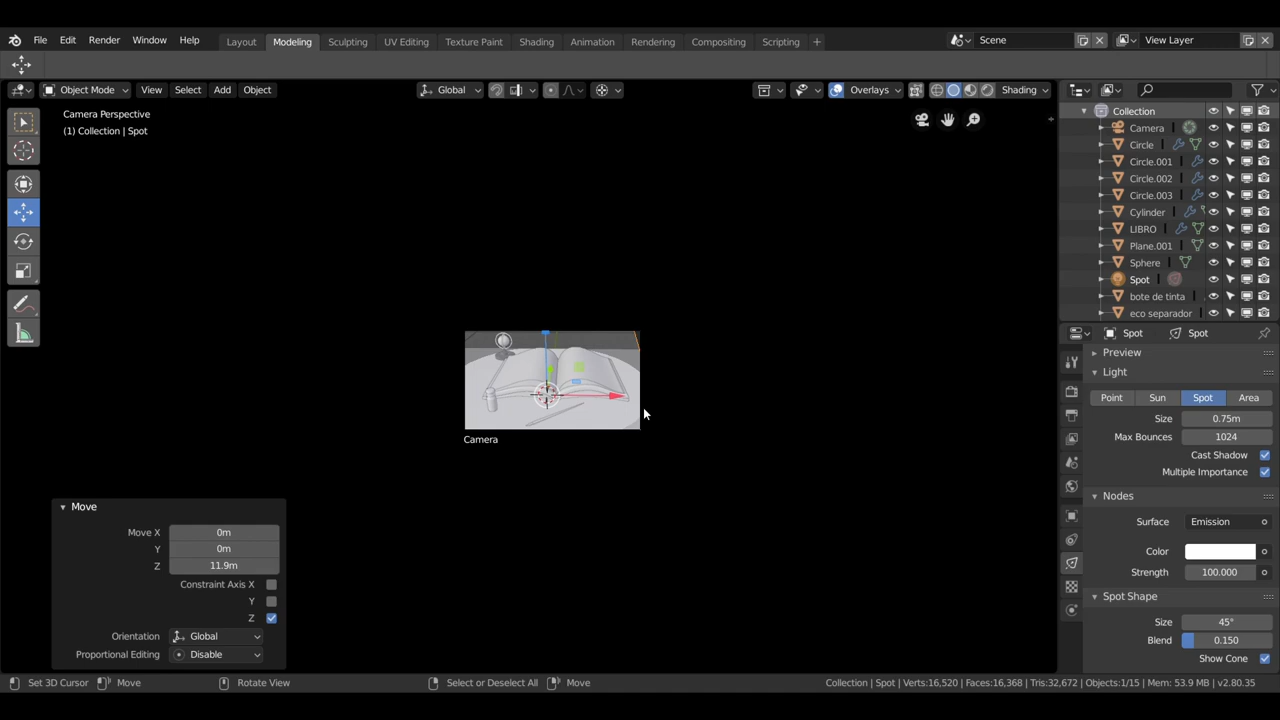 File Edit Render Window Help Layout Modeling Sculpting UV Editing Texture Paint Shading Animation Rendering Compositing Scripting + Scene View Layer
Object Mode View Select Add Object Global Overlays Shading
Camera Perspective
(1) Collection | Spot
Collection
Camera
Circle
Circle.001
Circle.002
Circle.003
Cylinder
LIBRO
Plane.001
Sphere
Spot
bote de tinta
eco separador
Spot Spot
Preview
Light
Point Sun Spot Area
Size 0.75m
Max Bounces 1024
Cast Shadow
Multiple Importance
Nodes
Surface Emission
Color
Strength 100.000
Spot Shape
Size 45°
Blend 0.150
Show Cone
Camera
Move
Move X 0m
Y 0m
Z 11.9m
Constraint Axis X
Y
Z
Orientation Global
Proportional Editing Disable
Set 3D Cursor Move Rotate View Select or Deselect All Move Collection | Spot | Verts:16,520 | Faces:16,368 | Tris:32,672 | Objects:1/15 | Mem: 53.9 MB | v2.80.35